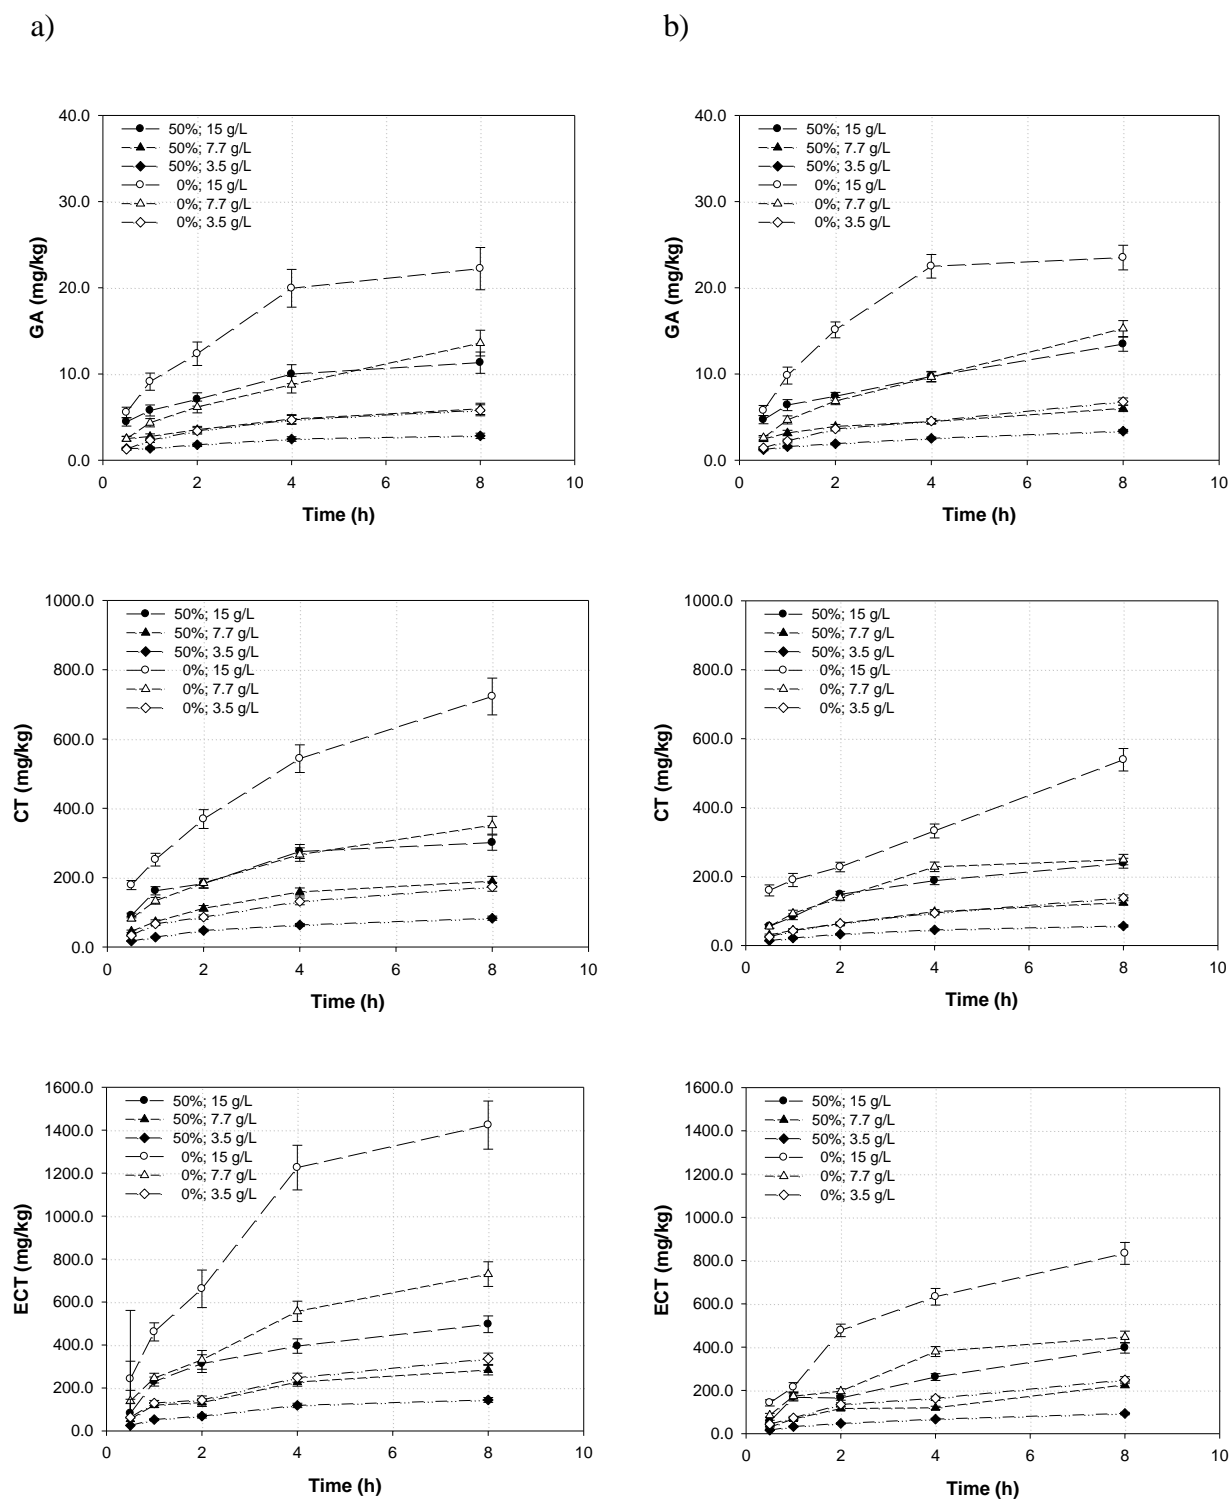 a)
b)
40.0
30.0
20.0
10.0
0.0
GA (mg/kg)
50%; 15 g/L
50%; 7.7 g/L
50%; 3.5 g/L
0%; 15 g/L
0%; 7.7 g/L
0%; 3.5 g/L
0 2 4 6 8 10
Time (h)
40.0
30.0
20.0
10.0
0.0
GA (mg/kg)
50%; 15 g/L
50%; 7.7 g/L
50%; 3.5 g/L
0%; 15 g/L
0%; 7.7 g/L
0%; 3.5 g/L
0 2 4 6 8 10
Time (h)
1000.0
800.0
600.0
400.0
200.0
0.0
CT (mg/kg)
50%; 15 g/L
50%; 7.7 g/L
50%; 3.5 g/L
0%; 15 g/L
0%; 7.7 g/L
0%; 3.5 g/L
0 2 4 6 8 10
Time (h)
1000.0
800.0
600.0
400.0
200.0
0.0
CT (mg/kg)
50%; 15 g/L
50%; 7.7 g/L
50%; 3.5 g/L
0%; 15 g/L
0%; 7.7 g/L
0%; 3.5 g/L
0 2 4 6 8 10
Time (h)
1600.0
1400.0
1200.0
1000.0
800.0
600.0
400.0
200.0
0.0
ECT (mg/kg)
50%; 15 g/L
50%; 7.7 g/L
50%; 3.5 g/L
0%; 15 g/L
0%; 7.7 g/L
0%; 3.5 g/L
0 2 4 6 8 10
Time (h)
1600.0
1400.0
1200.0
1000.0
800.0
600.0
400.0
200.0
0.0
ECT (mg/kg)
50%; 15 g/L
50%; 7.7 g/L
50%; 3.5 g/L
0%; 15 g/L
0%; 7.7 g/L
0%; 3.5 g/L
0 2 4 6 8 10
Time (h)